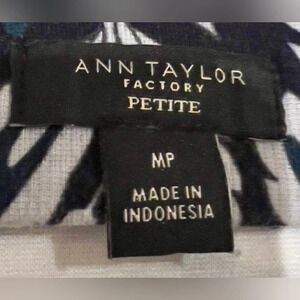 ANN TAYLOR
FACTORY
PETITE
MP
MADE IN
INDONESIA